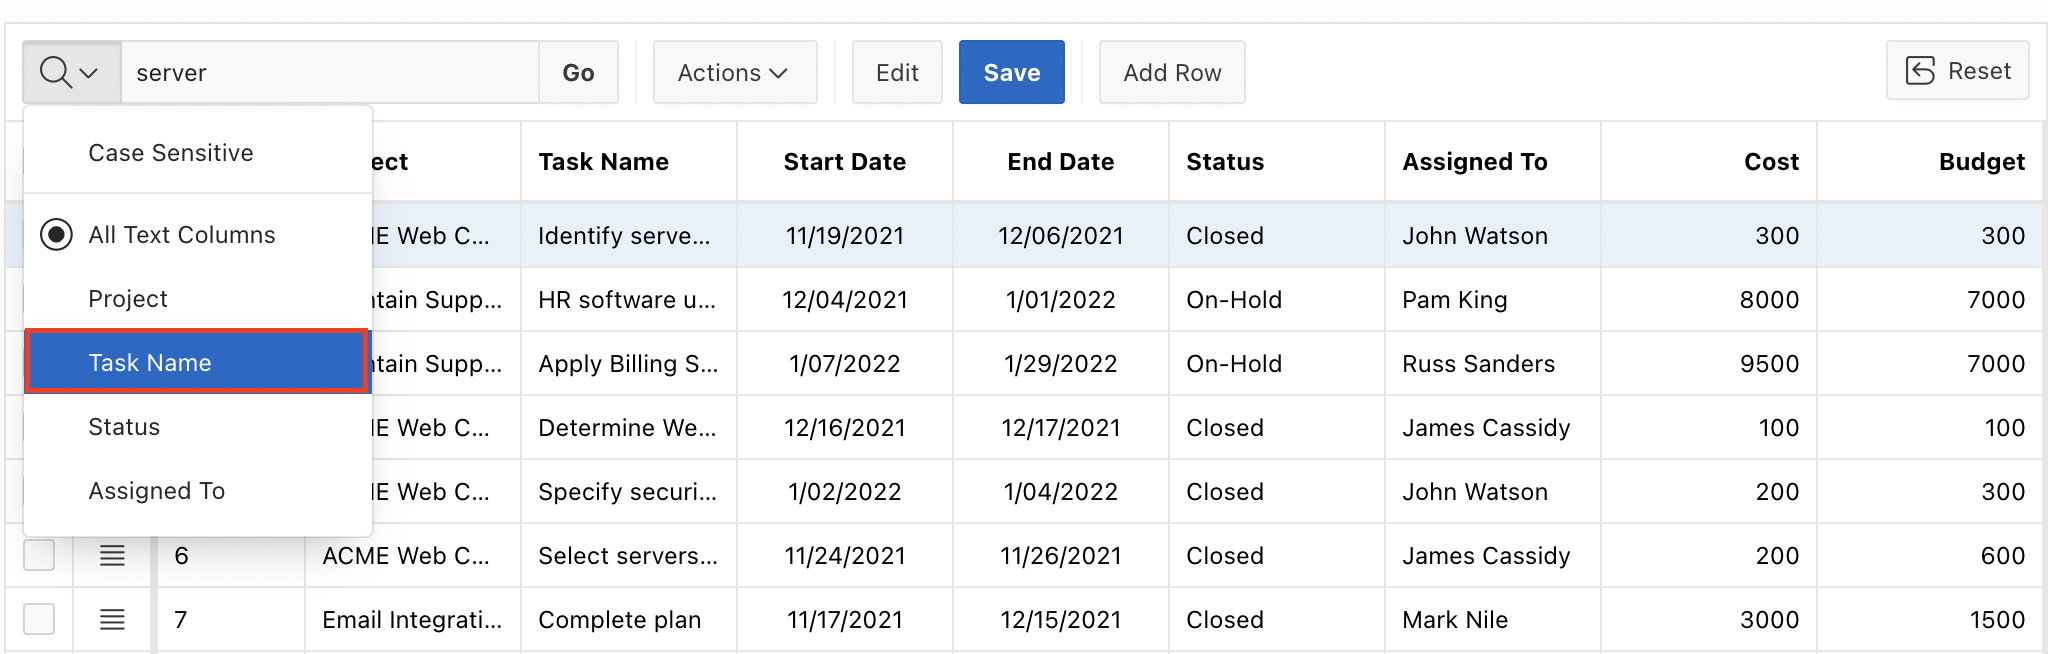 server Go Actions Edit Save Add Row Reset
Case Sensitive
All Text Columns
Project
Task Name
Status
Assigned To
ect Task Name Start Date End Date Status Assigned To Cost Budget
E Web C... Identify serve... 11/19/2021 12/06/2021 Closed John Watson 300 300
ntain Supp... HR software u... 12/04/2021 1/01/2022 On-Hold Pam King 8000 7000
ntain Supp... Apply Billing S... 1/07/2022 1/29/2022 On-Hold Russ Sanders 9500 7000
E Web C... Determine We... 12/16/2021 12/17/2021 Closed James Cassidy 100 100
E Web C... Specify securi... 1/02/2022 1/04/2022 Closed John Watson 200 300
6 ACME Web C... Select servers... 11/24/2021 11/26/2021 Closed James Cassidy 200 600
7 Email Integrati... Complete plan 11/17/2021 12/15/2021 Closed Mark Nile 3000 1500